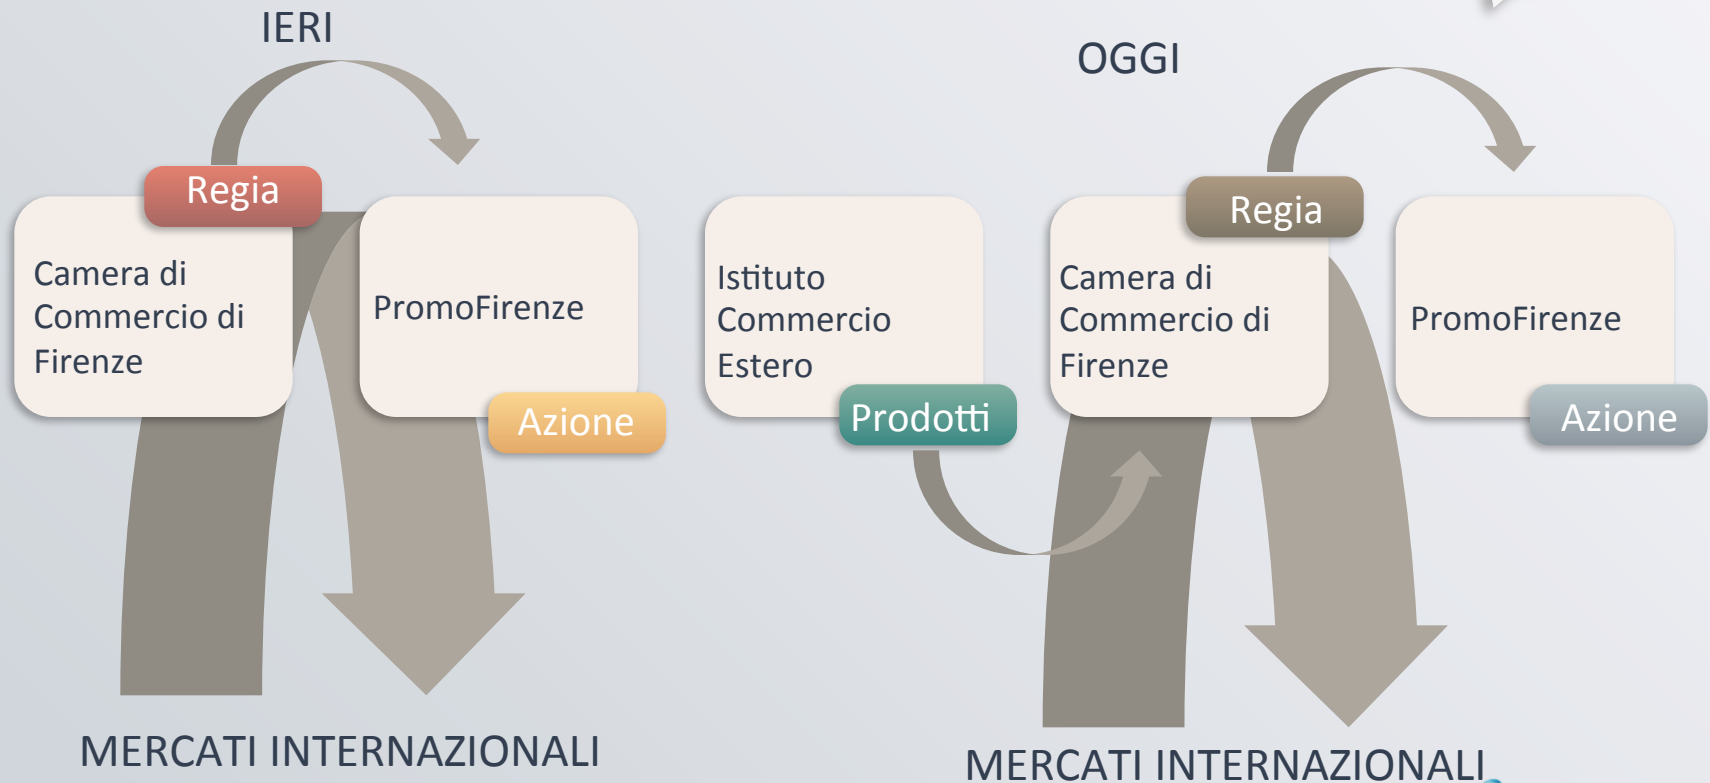 IERI
Regia
Camera di
Commercio di
Firenze
PromoFirenze
Azione
MERCATI INTERNAZIONALI
OGGI
Istituto
Commercio
Estero
Prodotti
Regia
Camera di
Commercio di
Firenze
PromoFirenze
Azione
MERCATI INTERNAZIONALI